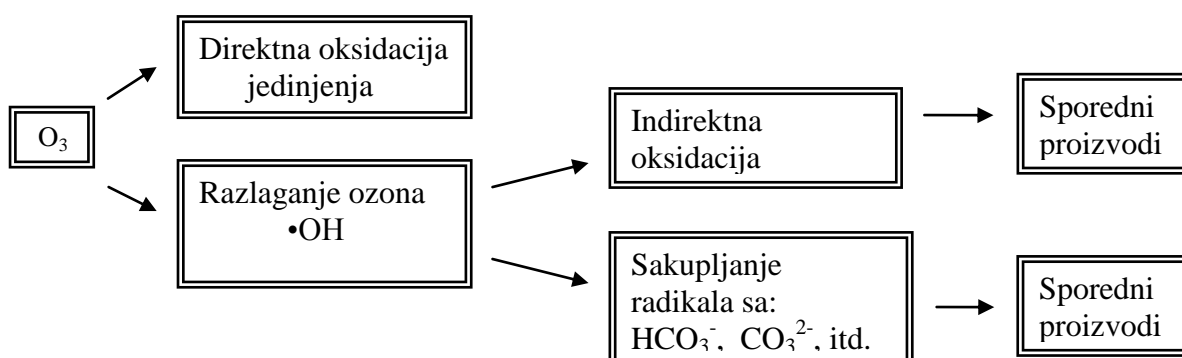 Direktna oksidacija
jedinjenja
O₃
Razlaganje ozona
•OH
Indirektna
oksidacija
Sporedni
proizvodi
Sakupljanje
radikala sa:
HCO₃⁻, CO₃²⁻, itd.
Sporedni
proizvodi